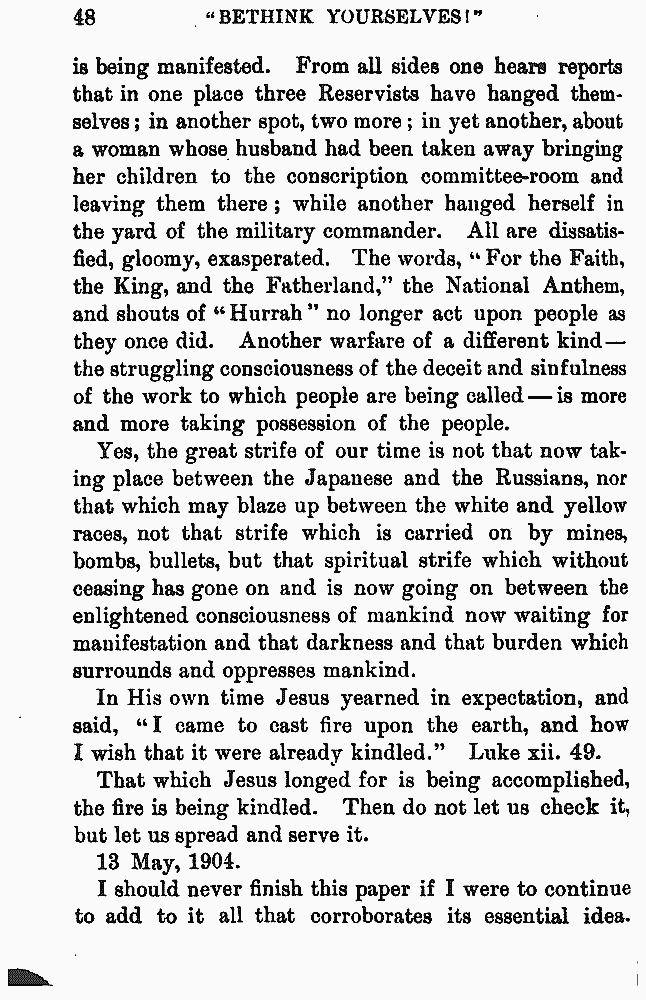 48 "BETHINK YOURSELVES!"
is being manifested. From all sides one hears reports
that in one place three Reservists have hanged them-
selves; in another spot, two more; in yet another, about
a woman whose husband had been taken away bringing
her children to the conscription committee-room and
leaving them there; while another hanged herself in
the yard of the military commander. All are dissatis-
fied, gloomy, exasperated. The words, "For the Faith,
the King, and the Fatherland," the National Anthem,
and shouts of "Hurrah" no longer act upon people as
they once did. Another warfare of a different kind—
the struggling consciousness of the deceit and sinfulness
of the work to which people are being called—is more
and more taking possession of the people.
Yes, the great strife of our time is not that now tak-
ing place between the Japanese and the Russians, nor
that which may blaze up between the white and yellow
races, not that strife which is carried on by mines,
bombs, bullets, but that spiritual strife which without
ceasing has gone on and is now going on between the
enlightened consciousness of mankind now waiting for
manifestation and that darkness and that burden which
surrounds and oppresses mankind.
In His own time Jesus yearned in expectation, and
said, "I came to cast fire upon the earth, and how
I wish that it were already kindled." Luke xii. 49.
That which Jesus longed for is being accomplished,
the fire is being kindled. Then do not let us check it,
but let us spread and serve it.
13 May, 1904.
I should never finish this paper if I were to continue
to add to it all that corroborates its essential idea.